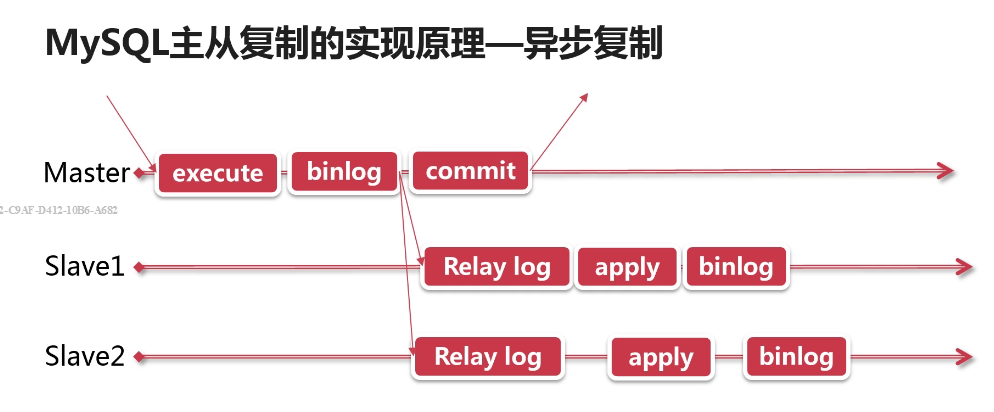 MySQL主从复制的实现原理—异步复制
Master execute binlog commit
2-C9AF-D412-10B6-A682
Slave1 Relay log apply binlog
Slave2 Relay log apply binlog